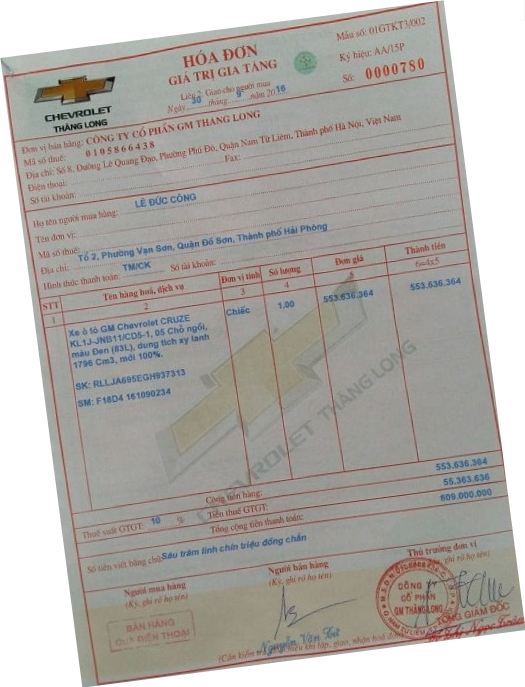 HÓA ĐƠN
GIÁ TRỊ GIA TĂNG
Liên 2: Giao cho người mua
Ngày 30 tháng 9 năm 2016
Mẫu số: 01GTKT3/002
Ký hiệu: AA/15P
Số: 0000780
CHEVROLET
THĂNG LONG
Đơn vị bán hàng: CÔNG TY CỔ PHẦN GM THĂNG LONG
Mã số thuế: 0105866438
Địa chỉ: Số 8, Đường Lê Quang Đạo, Phường Phú Đô, Quận Nam Từ Liêm, Thành phố Hà Nội, Việt Nam
Điện thoại: Fax:
Số tài khoản:
Họ tên người mua hàng: LÊ ĐỨC CÔNG
Tên đơn vị:
Mã số thuế:
Địa chỉ: Tổ 2, Phường Vạn Sơn, Quận Đồ Sơn, Thành phố Hải Phòng
Hình thức thanh toán: TM/CK Số tài khoản:
STT Tên hàng hoá, dịch vụ Đơn vị tính Số lượng Đơn giá Thành tiền
1 2 3 4 5 6=4x5
Xe ô tô GM Chevrolet CRUZE Chiếc 1,00 553.636.364 553.636.364
KL1J-JNB11/CD5-1, 05 Chỗ ngồi,
màu Đen (83L), dung tích xy lanh
1796 Cm3, mới 100%.
SK: RLLJA695EGH937313
SM: F18D4 161090234
CHEVROLET THĂNG LONG
Cộng tiền hàng: 553.636.364
Thuế suất GTGT: 10 % Tiền thuế GTGT: 55.363.636
Tổng cộng tiền thanh toán: 609.000.000
Số tiền viết bằng chữ: Sáu trăm linh chín triệu đồng chẵn
Người mua hàng Người bán hàng Thủ trưởng đơn vị
(Ký, ghi rõ họ tên) (Ký, ghi rõ họ tên) (Ký, ghi rõ họ tên)
BÁN HÀNG
QUA ĐIỆN THOẠI
CÔNG TY
CỔ PHẦN
GM THĂNG LONG
TỔNG GIÁM ĐỐC
Nguyễn Văn
(Cần kiểm tra đối chiếu khi lập, giao, nhận hoá đơn)